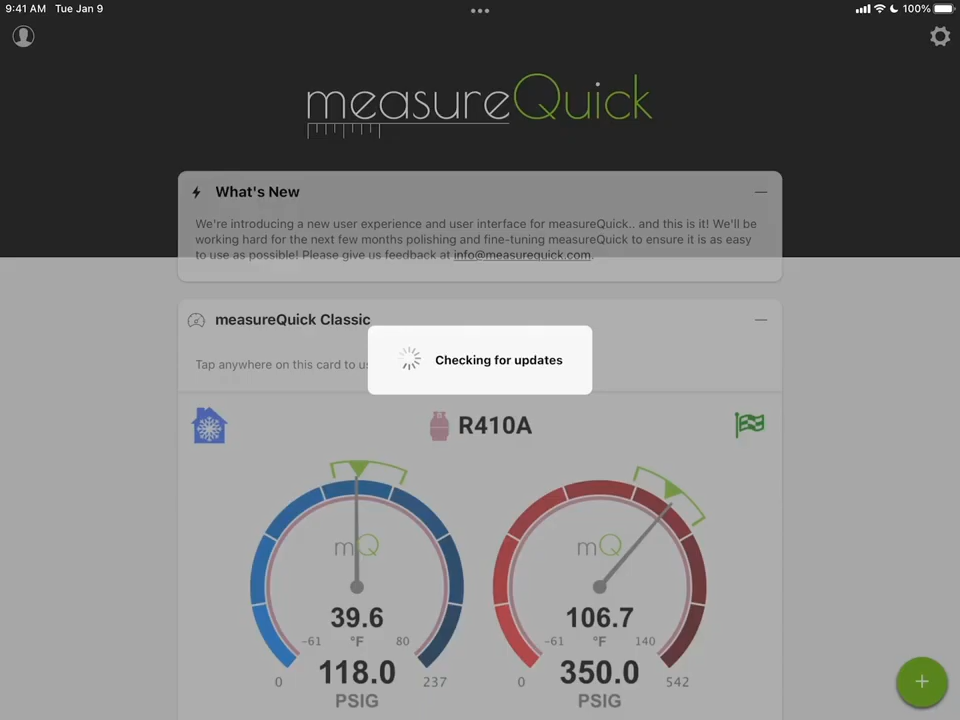 9:41 AM Tue Jan 9
100%
measureQuick
What's New
We're introducing a new user experience and user interface for measureQuick.. and this is it! We'll be
working hard for the next few months polishing and fine-tuning measureQuick to ensure it is as easy
to use as possible! Please give us feedback at info@measurequick.com.
measureQuick Classic
Tap anywhere on this card to
Checking for updates
R410A
mQ mQ
39.6 106.7
-61 °F 80 -61 °F 140
118.0 350.0
0 237 0 542
PSIG PSIG